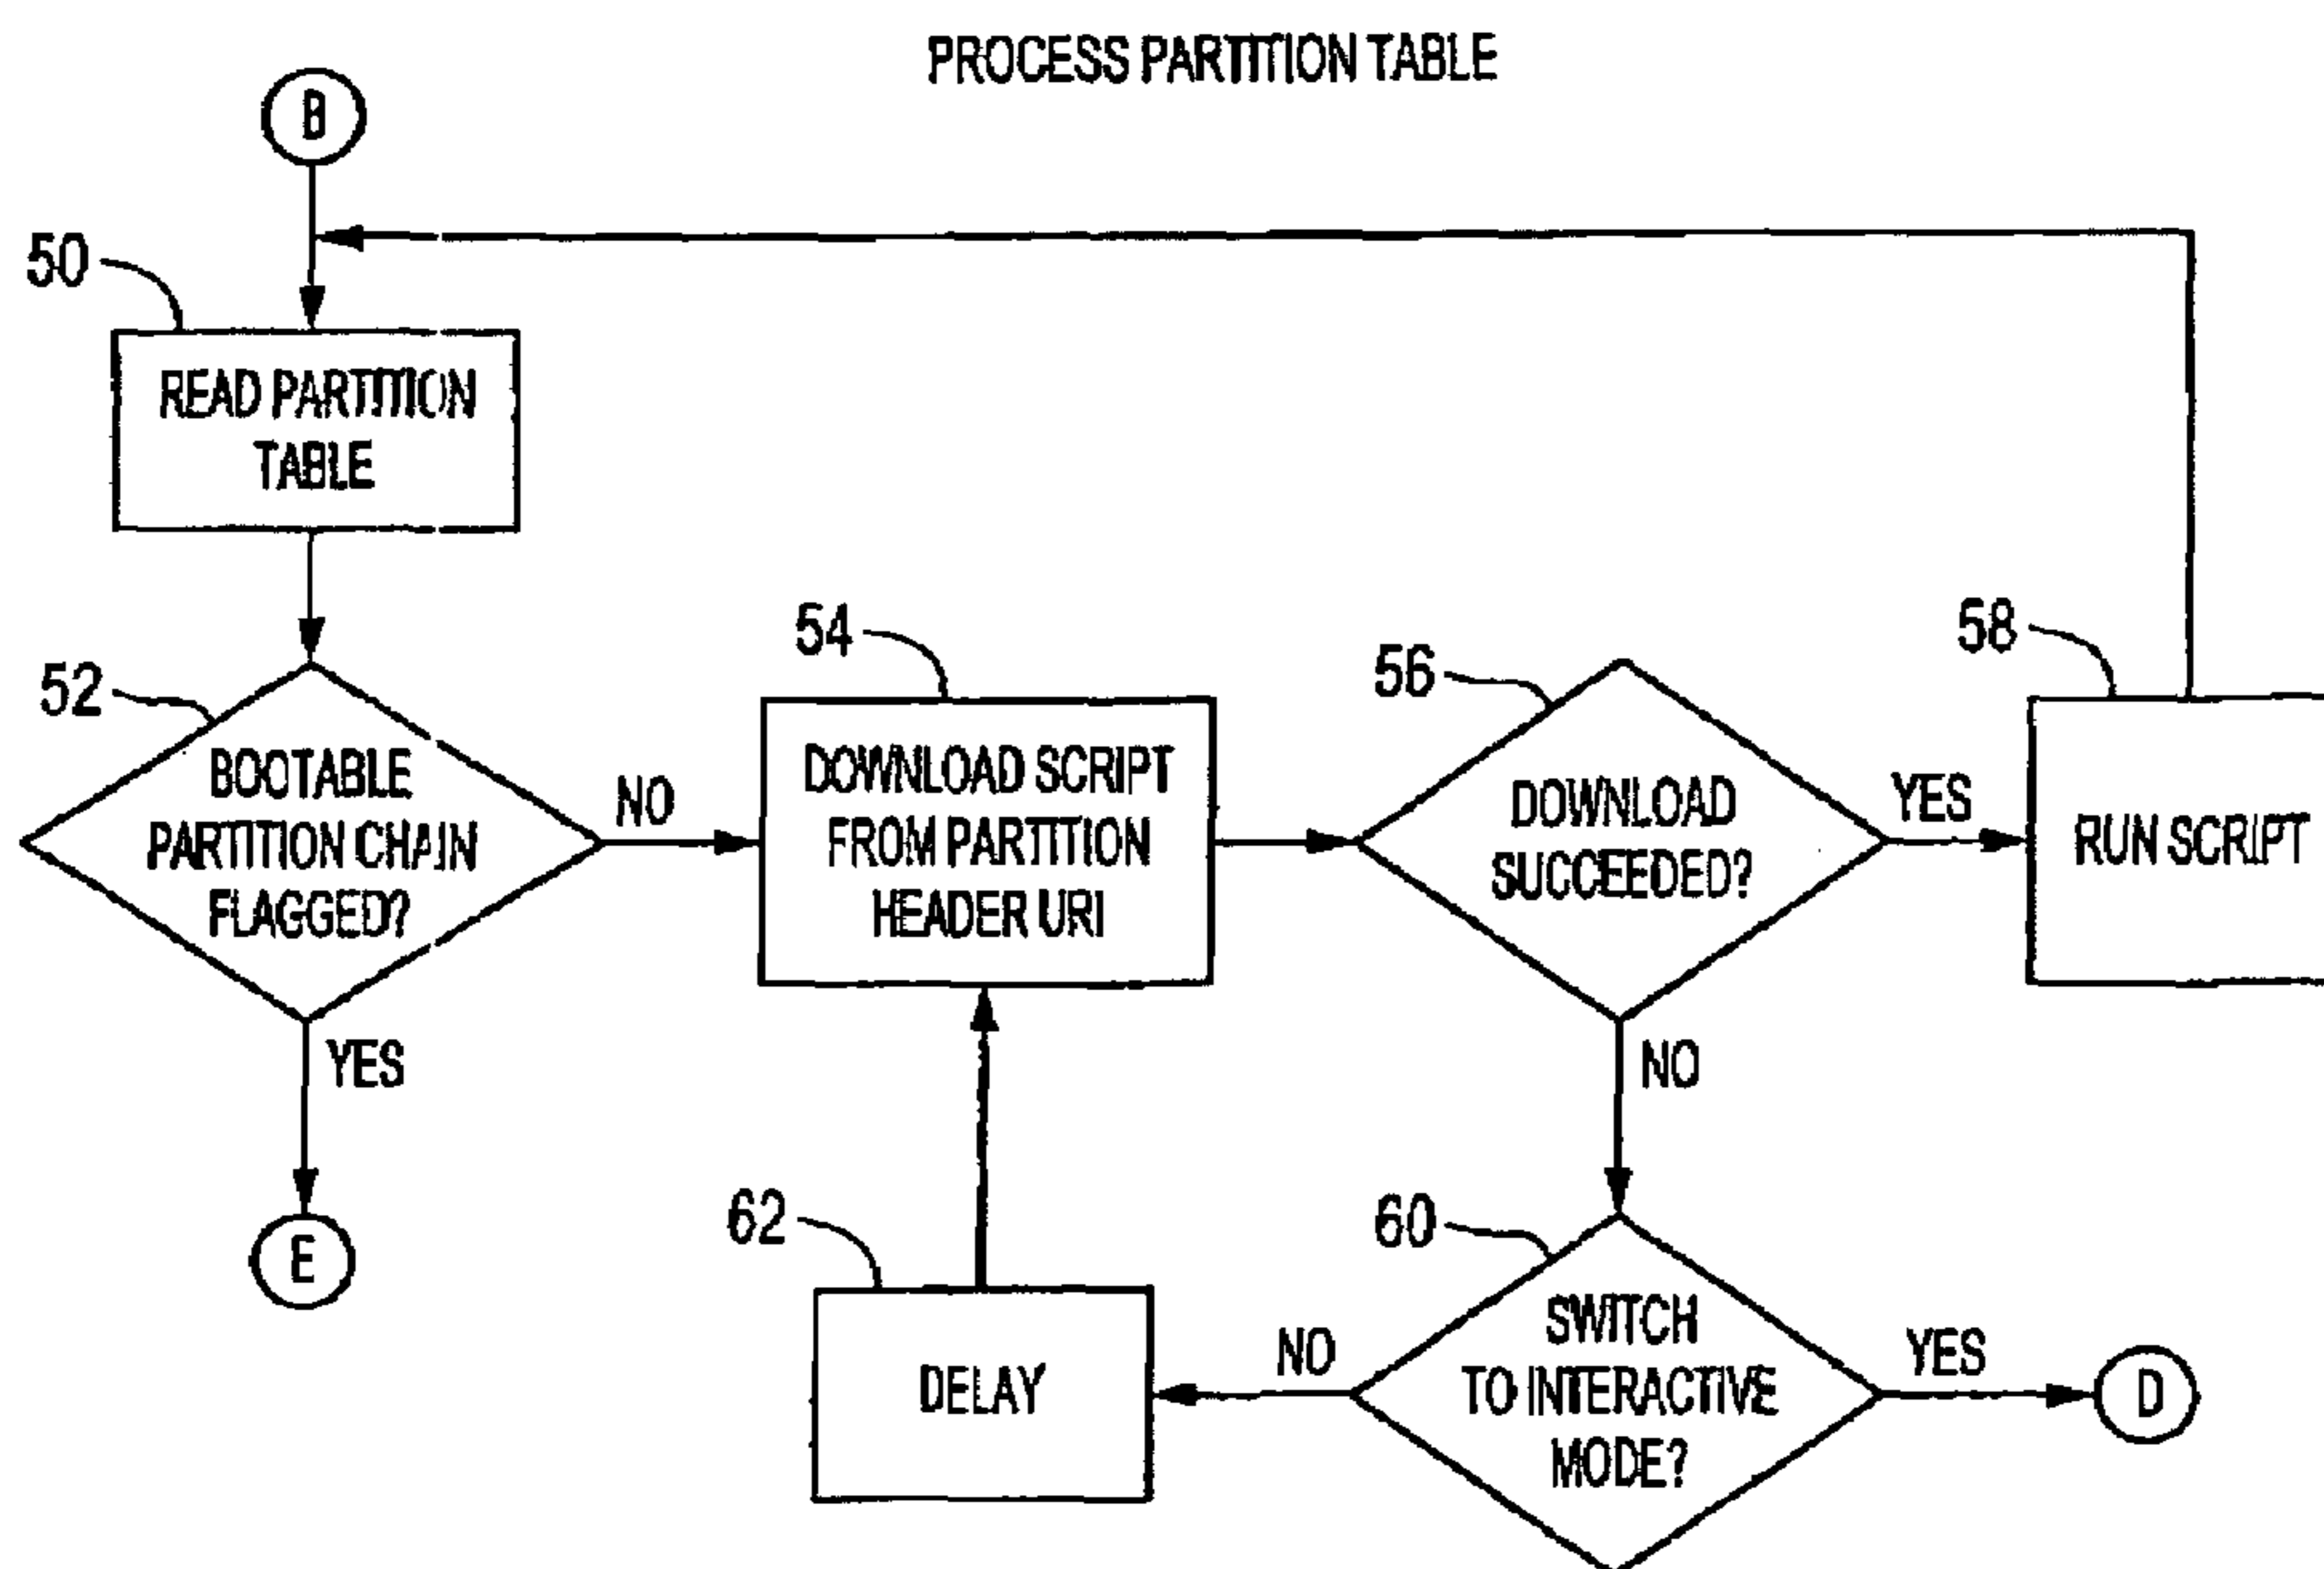 PROCESS PARTITION TABLE
B
50
READ PARTITION
TABLE
52
BOOTABLE
PARTITION CHAIN
FLAGGED?
NO
YES
E
54
DOWNLOAD SCRIPT
FROM PARTITION
HEADER URI
56
DOWNLOAD
SUCCEEDED?
YES
NO
58
RUN SCRIPT
60
SWITCH
TO INTERACTIVE
MODE?
NO
YES
D
62
DELAY